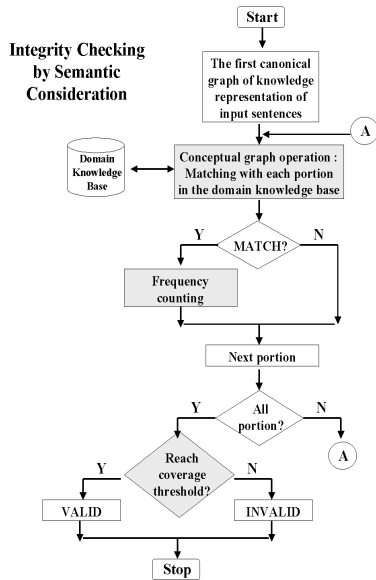 Start
Integrity Checking
by Semantic
Consideration
The first canonical
graph of knowledge
representation of
input sentences
A
Domain
Knowledge
Base
Conceptual graph operation :
Matching with each portion
in the domain knowledge base
Y
MATCH?
N
Frequency
counting
Next portion
Y
All
portion?
N
A
Reach
coverage
threshold?
Y
N
VALID
INVALID
Stop